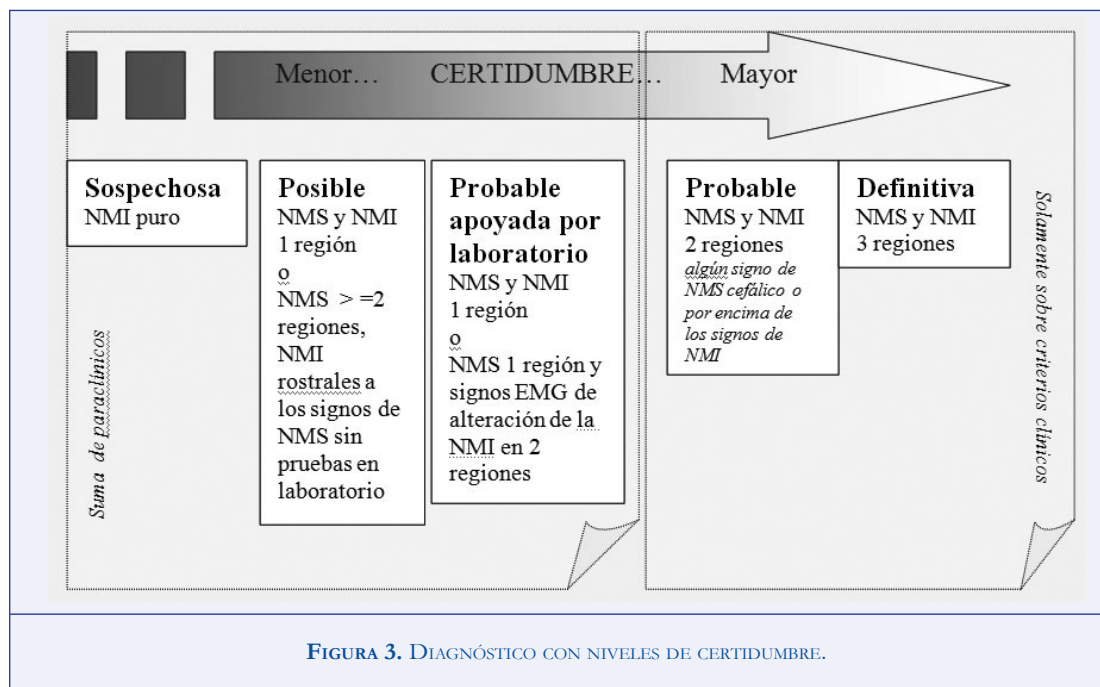 Menor… CERTIDUMBRE… Mayor
Sospechosa
NMI puro
Posible
NMS y NMI
1 región
o
NMS > =2
regiones,
NMI
rostrales a
los signos de
NMS sin
pruebas en
laboratorio
Probable
apoyada por
laboratorio
NMS y NMI
1 región
o
NMS 1 región y
signos EMG de
alteración de la
NMI en 2
regiones
Probable
NMS y NMI
2 regiones
algún signo de
NMS cefálico o
por encima de
los signos de
NMI
Definitiva
NMS y NMI
3 regiones
Suma de paraclínicos
Solamente sobre criterios clínicos
FIGURA 3. DIAGNÓSTICO CON NIVELES DE CERTIDUMBRE.